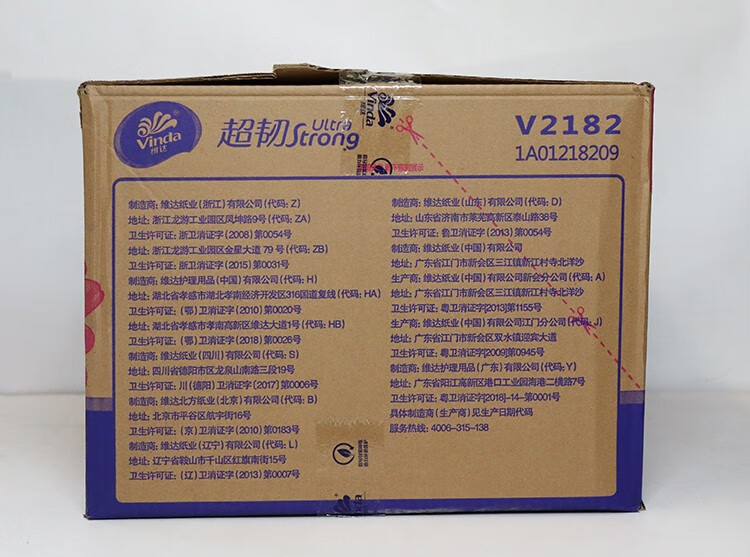 Vinda
维达
超韧 Ultra Strong
Vinda
V2182
1A01218209
制造商: 维达纸业(浙江)有限公司(代码: Z)
地址: 浙江龙游工业园区凤坤路9号(代码: ZA)
卫生许可证: 浙卫消证字(2008)第0054号
地址: 浙江龙游工业园区金星大道79号(代码: ZB)
卫生许可证: 浙卫消证字(2015)第0031号
制造商: 维达护理用品(中国)有限公司(代码: H)
地址: 湖北省孝感市湖北孝南经济开发区316国道复线(代码: HA)
卫生许可证: (鄂)卫消证字(2010)第0020号
地址: 湖北省孝感市孝南高新区维达大道1号(代码: HB)
卫生许可证: (鄂)卫消证字(2018)第0026号
制造商: 维达纸业(四川)有限公司(代码: S)
地址: 四川省德阳市区龙泉山南路三段19号
卫生许可证: 川(德阳)卫消证字(2017)第0006号
制造商: 维达北方纸业(北京)有限公司(代码: B)
地址: 北京市平谷区航宇街16号
卫生许可证: (京)卫消证字(2010)第0183号
制造商: 维达纸业(辽宁)有限公司(代码: L)
地址: 辽宁省鞍山市千山区红旗南街15号
卫生许可证: (辽)卫消证字(2013)第0007号
制造商: 维达纸业(山东)有限公司(代码: D)
地址: 山东省济南市莱芜高新区泰山路38号
卫生许可证: 鲁卫消证字(2013)第0054号
制造商: 维达纸业(中国)有限公司
地址: 广东省江门市新会区三江镇新江村寺北洋沙
生产商: 维达纸业(中国)有限公司新会分公司(代码: A)
地址: 广东省江门市新会区三江镇新江村寺北洋沙
卫生许可证: 粤卫消证字[2013]第1155号
生产商: 维达纸业(中国)有限公司江门分公司(代码: J)
地址: 广东省江门市新会区双水镇迎宾大道
卫生许可证: 粤卫消证字[2009]第0945号
制造商: 维达护理用品(广东)有限公司(代码: Y)
地址: 广东省阳江高新区港口工业园海港二横路7号
卫生许可证: 粤卫消证字[2018]-14-第0001号
具体制造商(生产商)见生产日期代码
服务热线: 4006-315-138